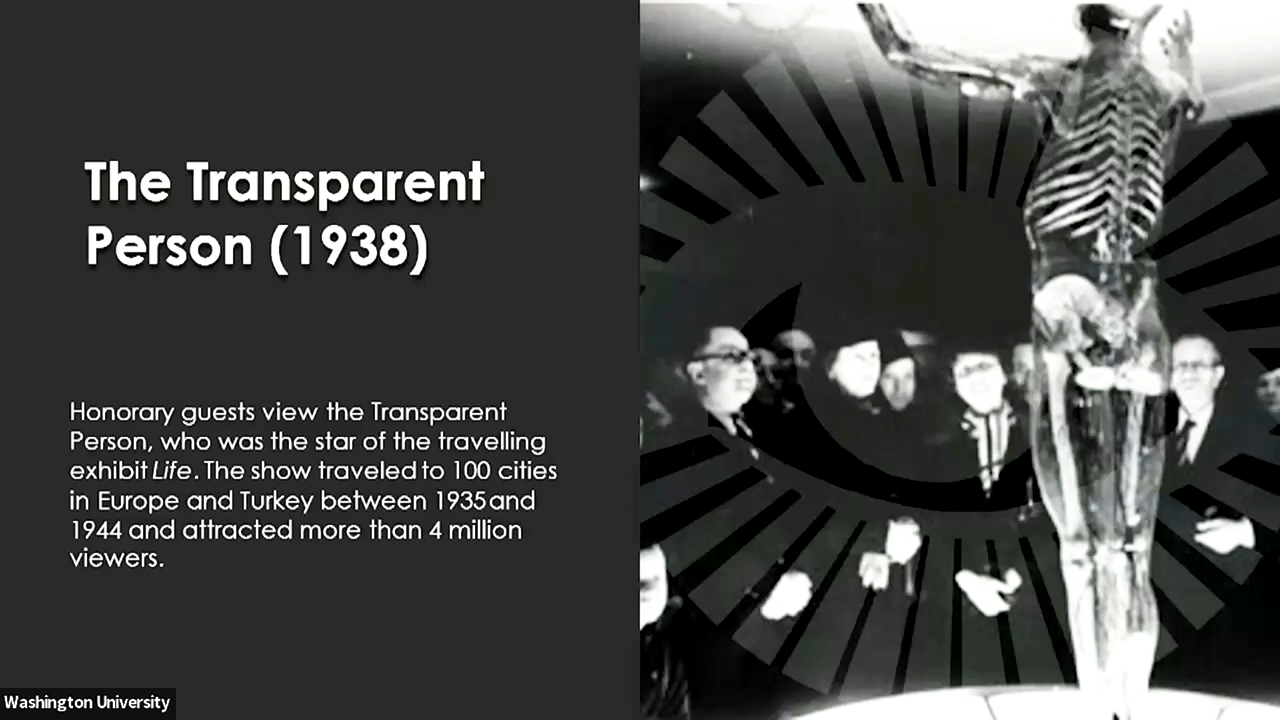 The Transparent
Person (1938)
Honorary guests view the Transparent
Person, who was the star of the travelling
exhibit Life. The show traveled to 100 cities
in Europe and Turkey between 1935 and
1944 and attracted more than 4 million
viewers.
Washington University